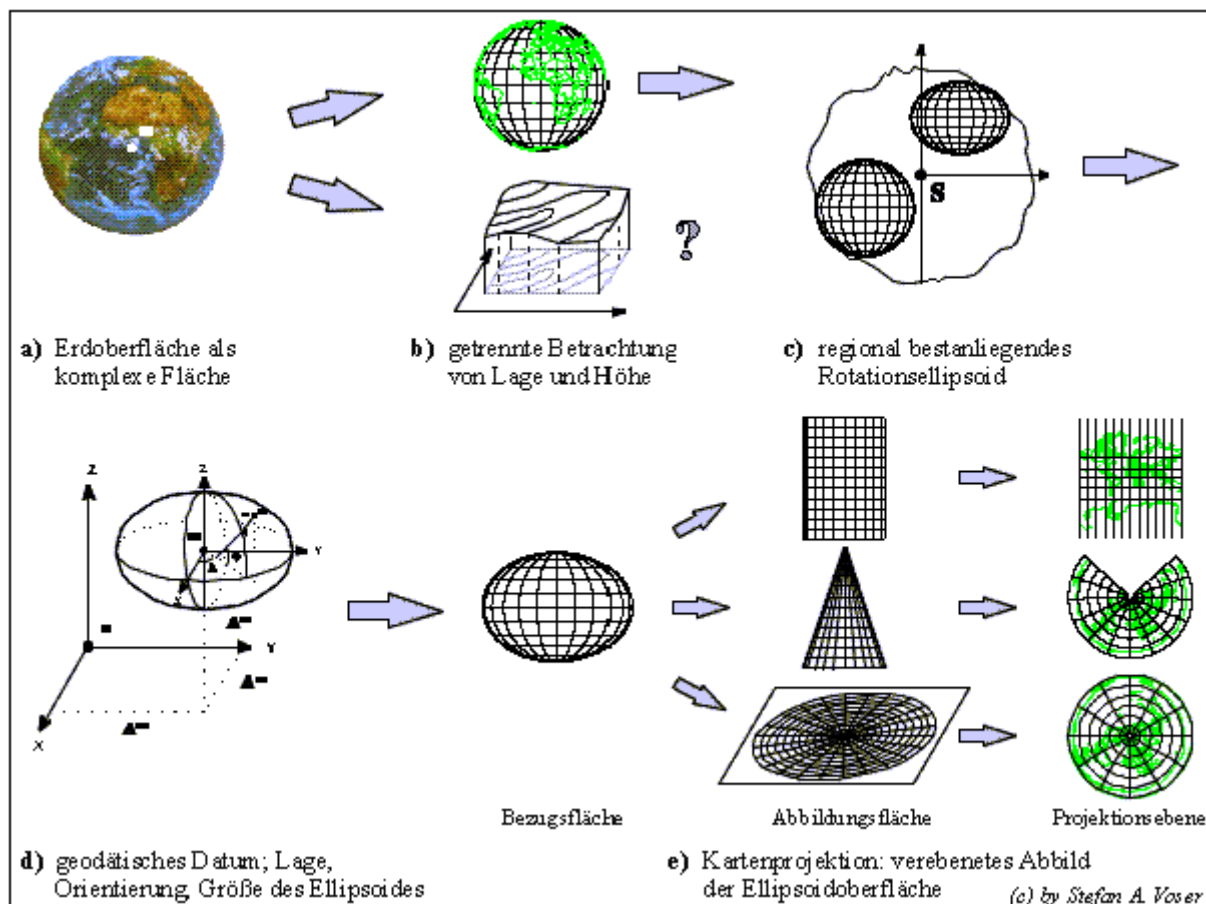 ?
S
a) Erdoberfläche als
komplexe Fläche
b) getrennte Betrachtung
von Lage und Höhe
c) regional bestanliegendes
Rotationsellipsoid
Z
Y
X
Z
Y
X
Bezugsfläche
Abbildungsfläche
Projektionsebene
d) geodätisches Datum; Lage,
Orientierung, Größe des Ellipsoides
e) Kartenprojektion: verebenetes Abbild
der Ellipsoidoberfläche
(c) by Stefan A. Voser